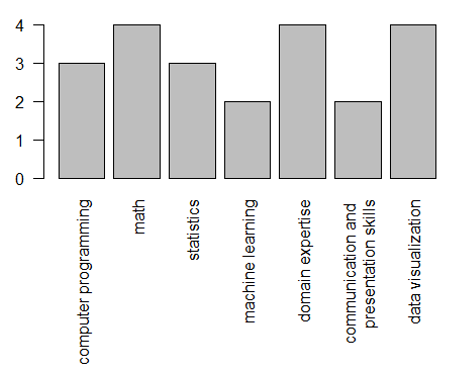 4
3
2
1
0
computer programming
math
statistics
machine learning
domain expertise
communication and
presentation skills
data visualization